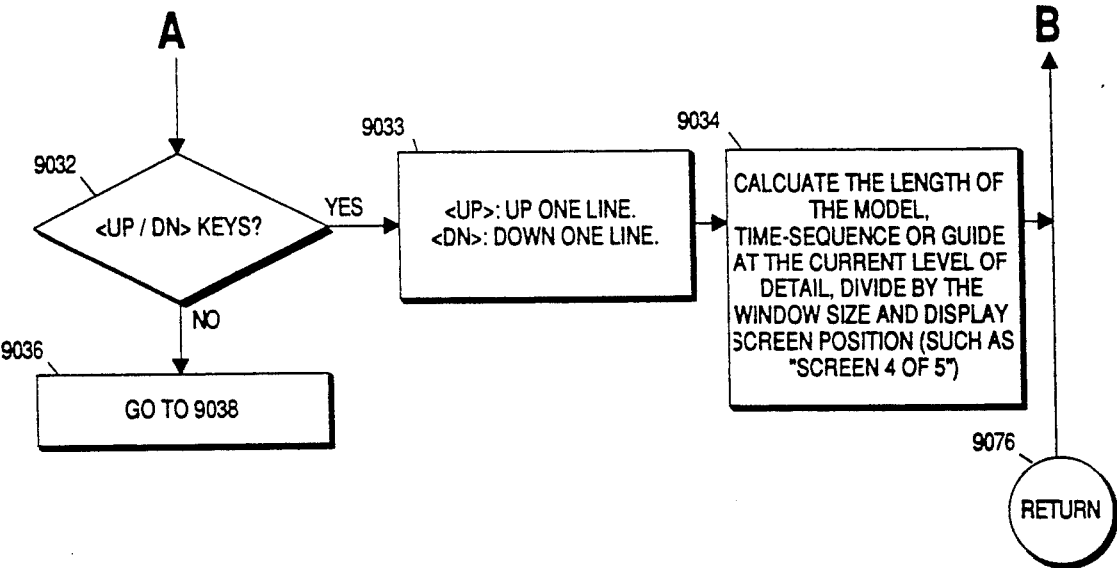 A
B
9032
<UP / DN> KEYS?
YES
NO
9033
<UP>: UP ONE LINE.
<DN>: DOWN ONE LINE.
9034
CALCUATE THE LENGTH OF
THE MODEL,
TIME-SEQUENCE OR GUIDE
AT THE CURRENT LEVEL OF
DETAIL, DIVIDE BY THE
WINDOW SIZE AND DISPLAY
SCREEN POSITION (SUCH AS
"SCREEN 4 OF 5")
9036
GO TO 9038
9076
RETURN